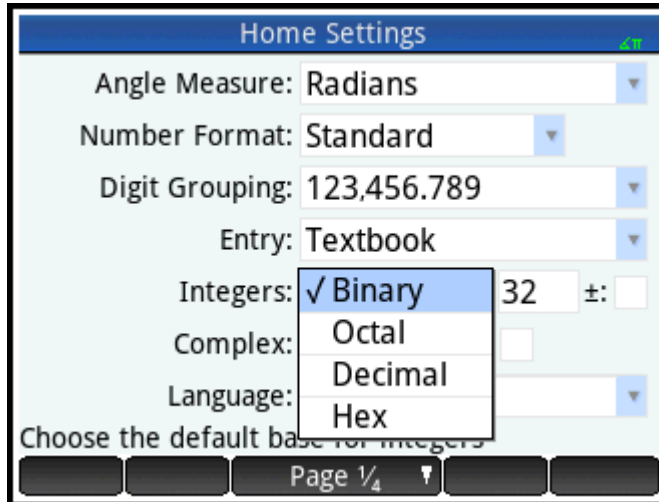 Home Settings
∡π
Angle Measure: Radians
Number Format: Standard
Digit Grouping: 123,456.789
Entry: Textbook
Integers: √ Binary 32 ±:
Octal
Complex:
Decimal
Language:
Hex
Choose the default base for integers
Page ¼